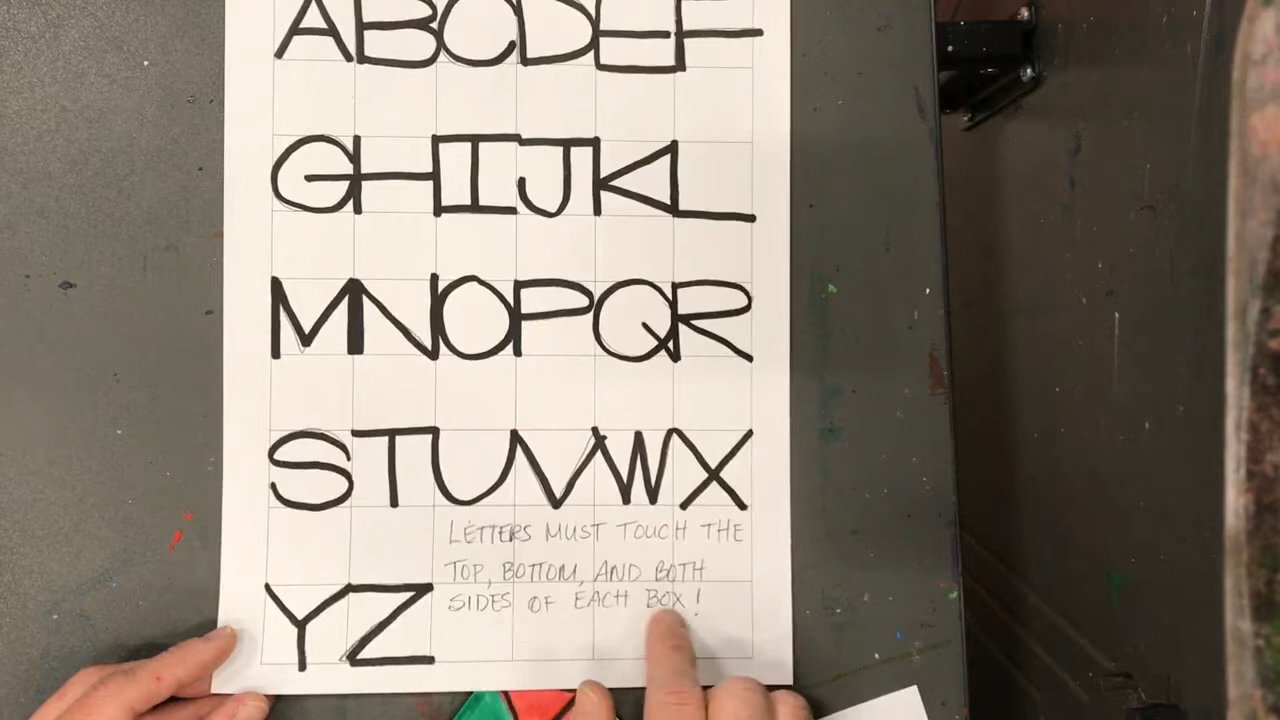 ABCDEF
GHIJKL
MNOPQR
STUVWX
LETTERS MUST TOUCH THE
TOP, BOTTOM, AND BOTH
SIDES OF EACH BOX!
YZ